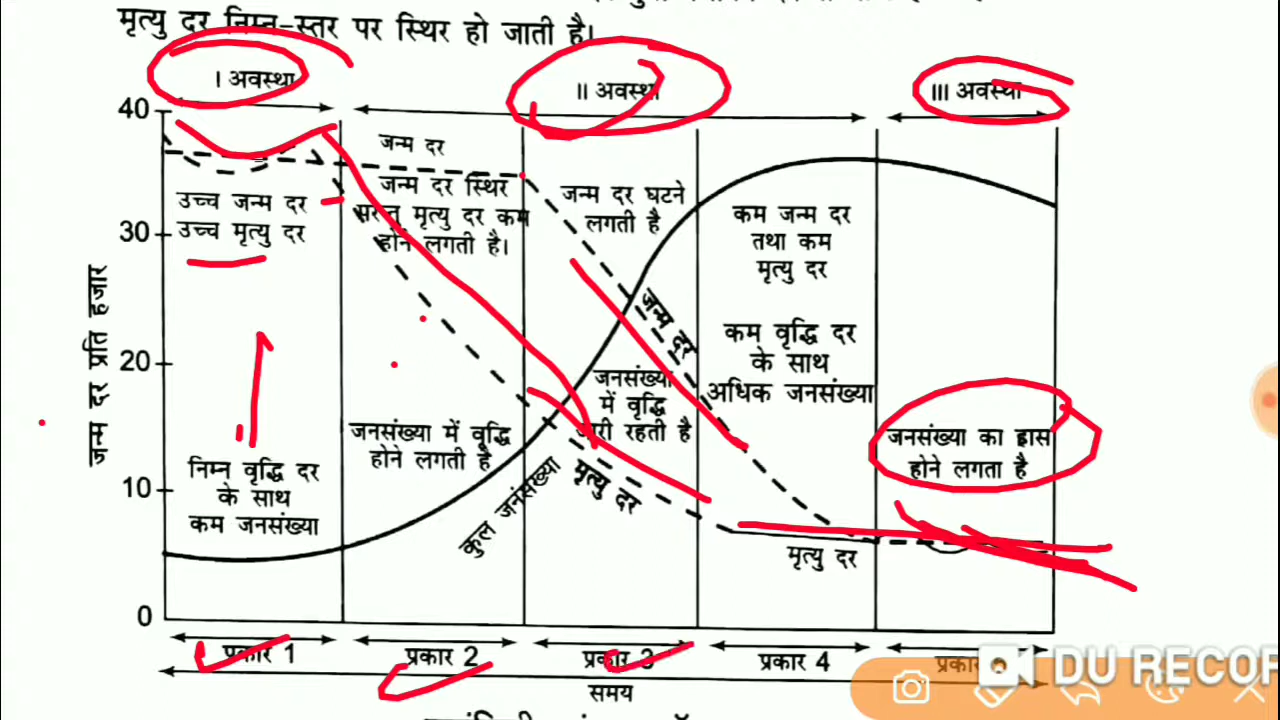 मृत्यु दर निम्न-स्तर पर स्थिर हो जाती है।
I अवस्था
II अवस्था
III अवस्था
40
30
20
10
0
जन्म दर प्रति हजार
उच्च जन्म दर
उच्च मृत्यु दर
निम्न वृद्धि दर
के साथ
कम जनसंख्या
जन्म दर
जन्म दर स्थिर
मृत्यु दर कम
होने लगती है।
जनसंख्या में वृद्धि
होने लगती है
कुल जनंसंख्या
जन्म दर घटने
लगती है
जन्म दर
जनसंख्या
में वृद्धि
जारी रहती है
मृत्यु दर
कम जन्म दर
तथा कम
मृत्यु दर
कम वृद्धि दर
के साथ
अधिक जनसंख्या
मृत्यु दर
जनसंख्या का ह्रास
होने लगता है
प्रकार 1
प्रकार 2
प्रकार 3
प्रकार 4
समय
DU RECOR